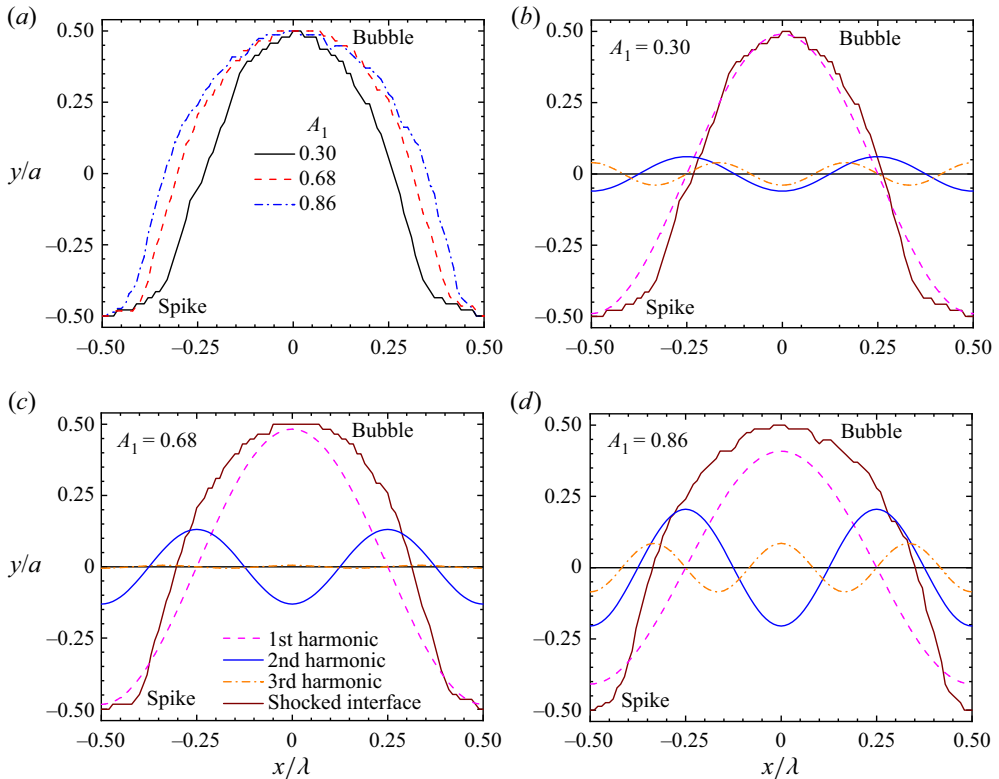 (a)
0.50
0.25
0
–0.25
–0.50
y/a
Bubble
A1
0.30
0.68
0.86
Spike
–0.50 –0.25 0 0.25 0.50
(b)
A1 = 0.30
0.50
0.25
0
–0.25
–0.50
Bubble
Spike
–0.50 –0.25 0 0.25 0.50
(c)
A1 = 0.68
0.50
0.25
0
–0.25
–0.50
y/a
Bubble
1st harmonic
2nd harmonic
3rd harmonic
Shocked interface
Spike
–0.50 –0.25 0 0.25 0.50
x/λ
(d)
A1 = 0.86
0.50
0.25
0
–0.25
–0.50
Bubble
Spike
–0.50 –0.25 0 0.25 0.50
x/λ